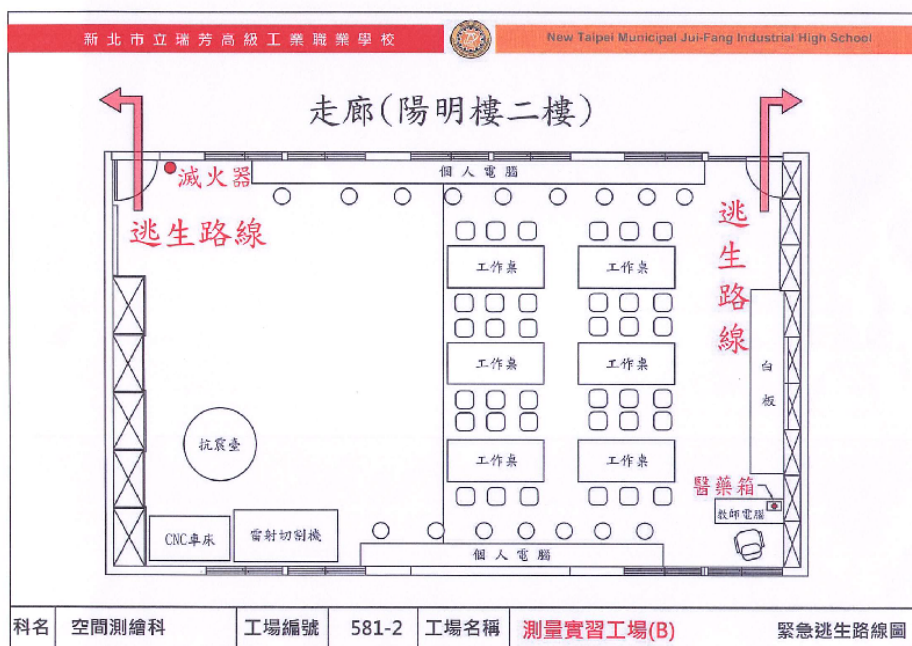 新北市立瑞芳高級工業職業學校
New Taipei Municipal Jui-Fang Industrial High School
走廊(陽明樓二樓)
滅火器
個人電腦
逃生路線
逃生路線
工作桌
工作桌
工作桌
工作桌
白板
抗震臺
工作桌
工作桌
醫藥箱
教師電腦
CNC車床
雷射切割機
個人電腦
科名
空間測繪科
工場編號
581-2
工場名稱
測量實習工場(B)
緊急逃生路線圖